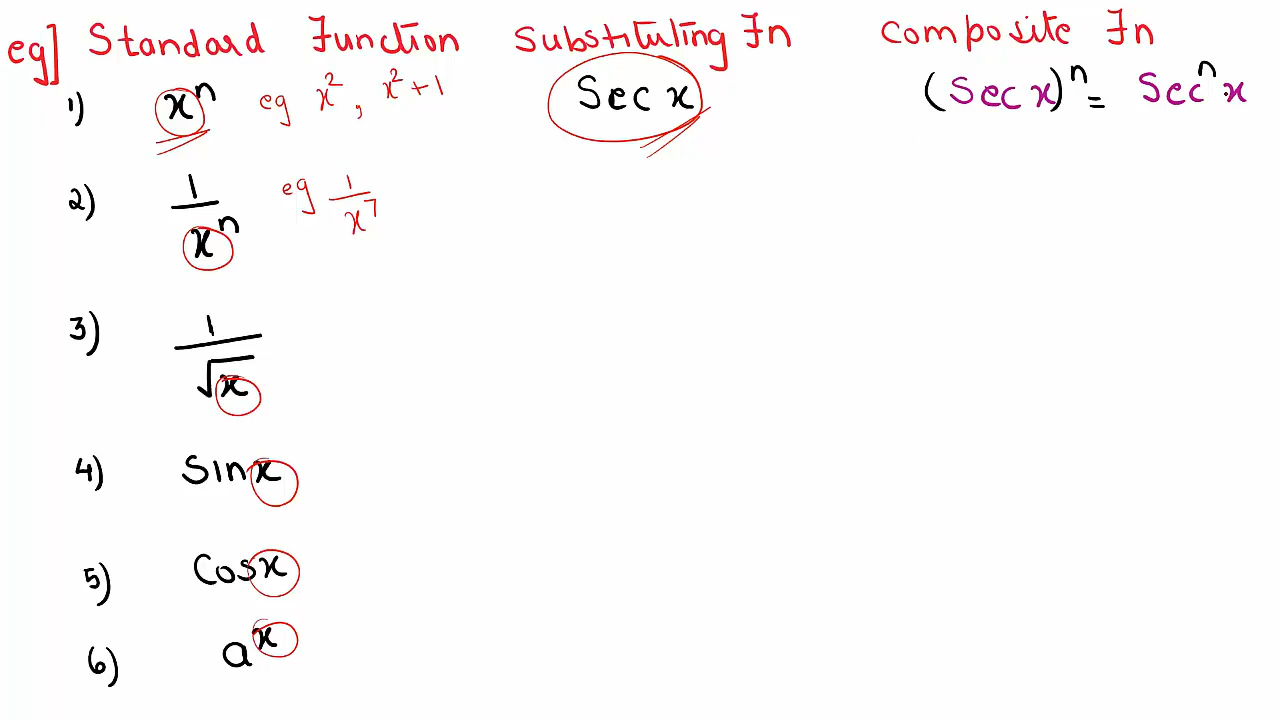 eg] Standard Function Substituting Fn Composite Fn
1) xⁿ eg x², x²+1 Sec x (Sec x)ⁿ = Secⁿ x
2) 1/xⁿ eg 1/x⁷
3) 1/√x
4) Sin x
5) Cos x
6) aˣ